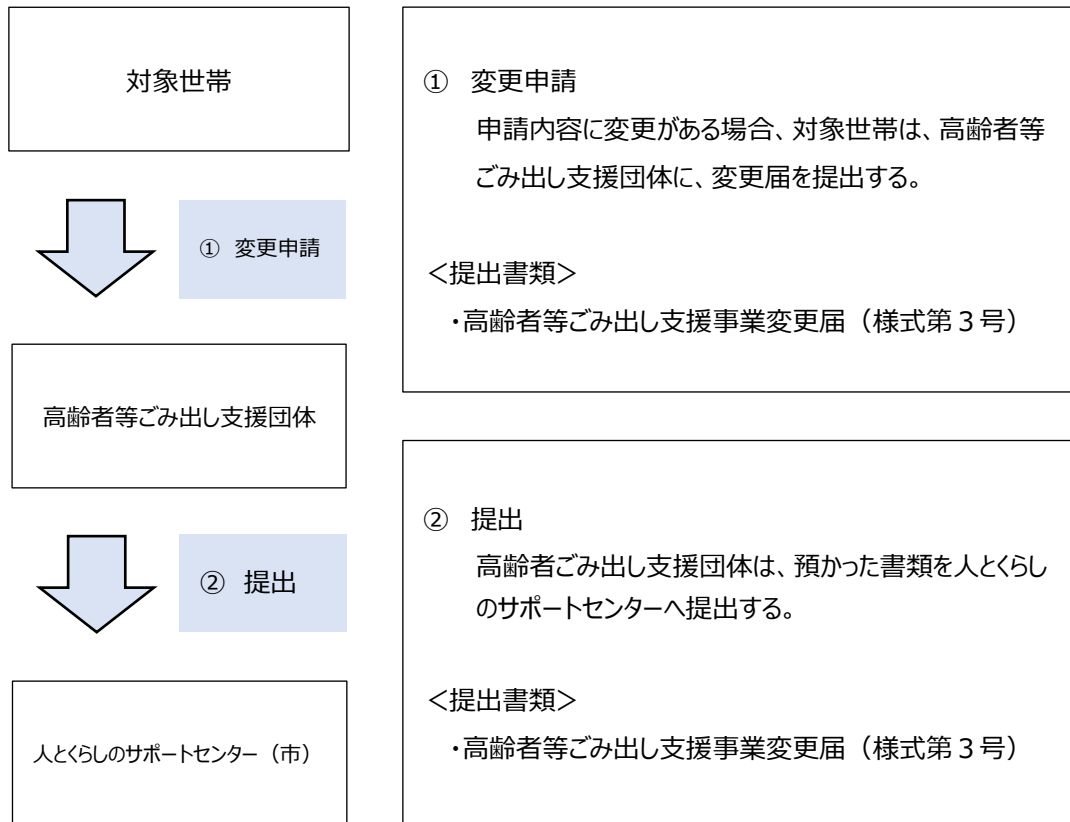 対象世帯
① 変更申請
高齢者等ごみ出し支援団体
② 提出
人とくらしのサポートセンター（市）
① 変更申請
申請内容に変更がある場合、対象世帯は、高齢者等
ごみ出し支援団体に、変更届を提出する。
＜提出書類＞
・高齢者等ごみ出し支援事業変更届（様式第３号）
② 提出
高齢者ごみ出し支援団体は、預かった書類を人とくらし
のサポートセンターへ提出する。
＜提出書類＞
・高齢者等ごみ出し支援事業変更届（様式第３号）